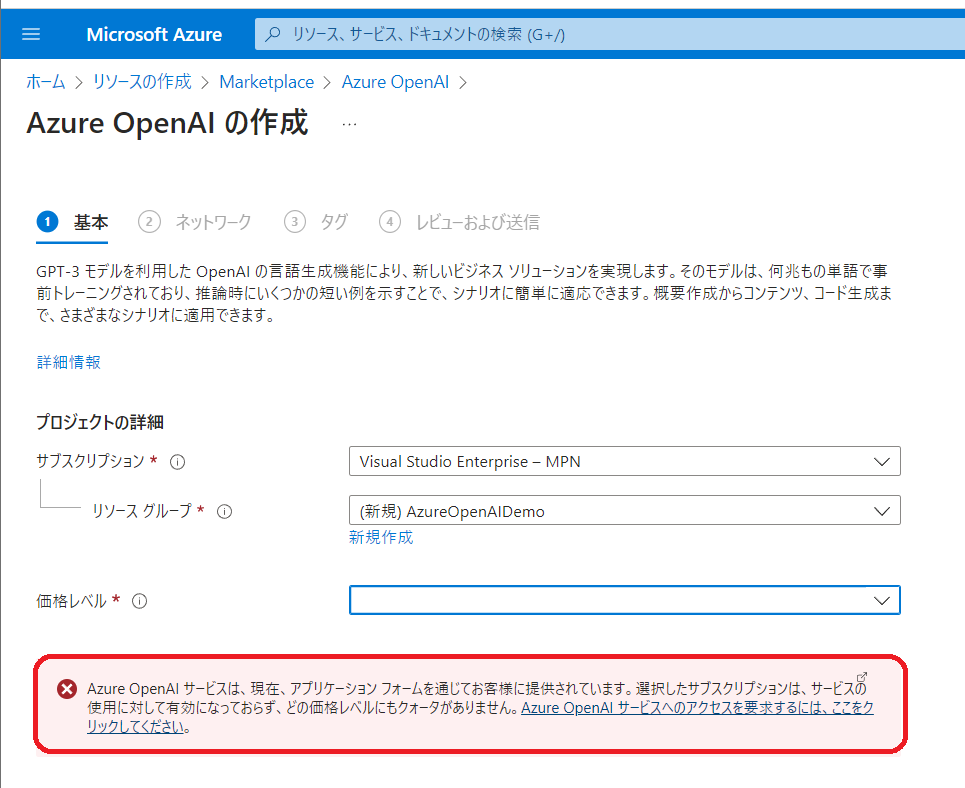 Microsoft Azure
リソース、サービス、ドキュメントの検索 (G+/)
ホーム > リソースの作成 > Marketplace > Azure OpenAI >
Azure OpenAI の作成 …
1 基本 2 ネットワーク 3 タグ 4 レビューおよび送信
GPT-3 モデルを利用した OpenAI の言語生成機能により、新しいビジネス ソリューションを実現します。そのモデルは、何兆もの単語で事
前トレーニングされており、推論時にいくつかの短い例を示すことで、シナリオに簡単に適応できます。概要作成からコンテンツ、コード生成ま
で、さまざまなシナリオに適用できます。
詳細情報
プロジェクトの詳細
サブスクリプション *
Visual Studio Enterprise – MPN
リソース グループ *
(新規) AzureOpenAIDemo
新規作成
価格レベル *
Azure OpenAI サービスは、現在、アプリケーション フォームを通じてお客様に提供されています。選択したサブスクリプションは、サービスの
使用に対して有効になっておらず、どの価格レベルにもクォータがありません。Azure OpenAI サービスへのアクセスを要求するには、ここをク
リックしてください。